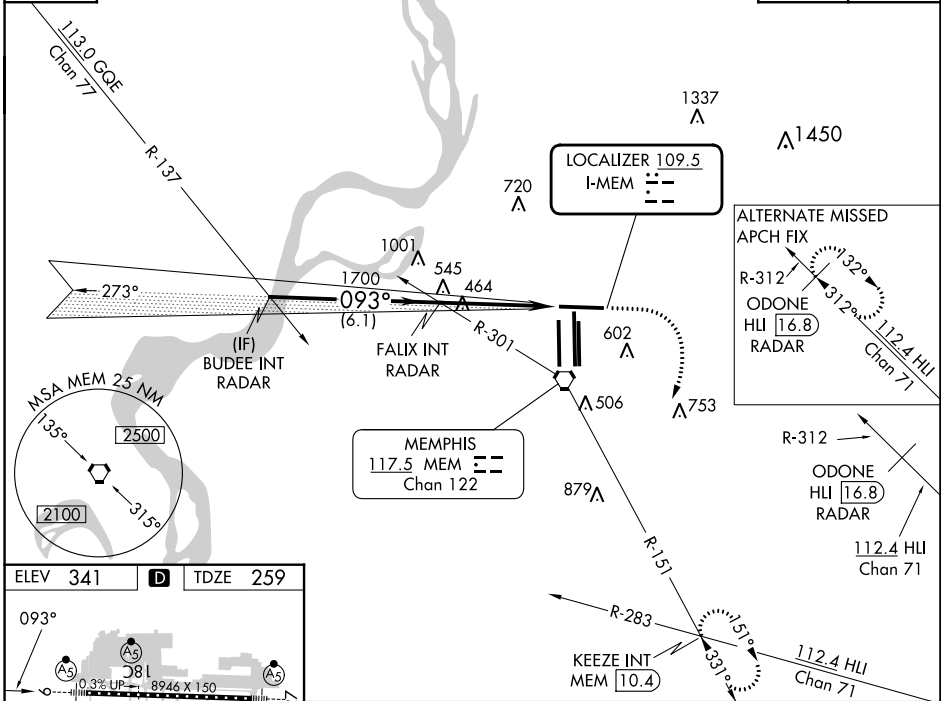 113.0 GQE
Chan 77
R-137
1337
1450
LOCALIZER 109.5
I-MEM
720
ALTERNATE MISSED
APCH FIX
R-312
132°
312°
ODONE
HLI 16.8
RADAR
112.4 HLI
Chan 71
1001
545
464
1700
273°
093°
(6.1)
R-301
(IF)
BUDEE INT
RADAR
FALIX INT
RADAR
602
506
753
MSA MEM 25 NM
135°
2500
2100
315°
MEMPHIS
117.5 MEM
Chan 122
R-312
ODONE
HLI 16.8
RADAR
112.4 HLI
Chan 71
879
R-151
R-283
KEEZE INT
MEM 10.4
151°
331°
112.4 HLI
Chan 71
ELEV 341
D
TDZE 259
093°
A5
A5
A5
18C
0.3% UP
8946 X 150